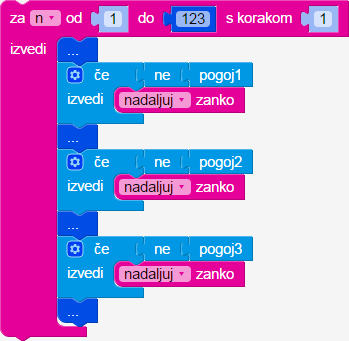 za n od 1 do 123 s korakom 1
izvedi ...
če ne pogoj1
izvedi nadaljuj zanko
...
če ne pogoj2
izvedi nadaljuj zanko
...
če ne pogoj3
izvedi nadaljuj zanko
...